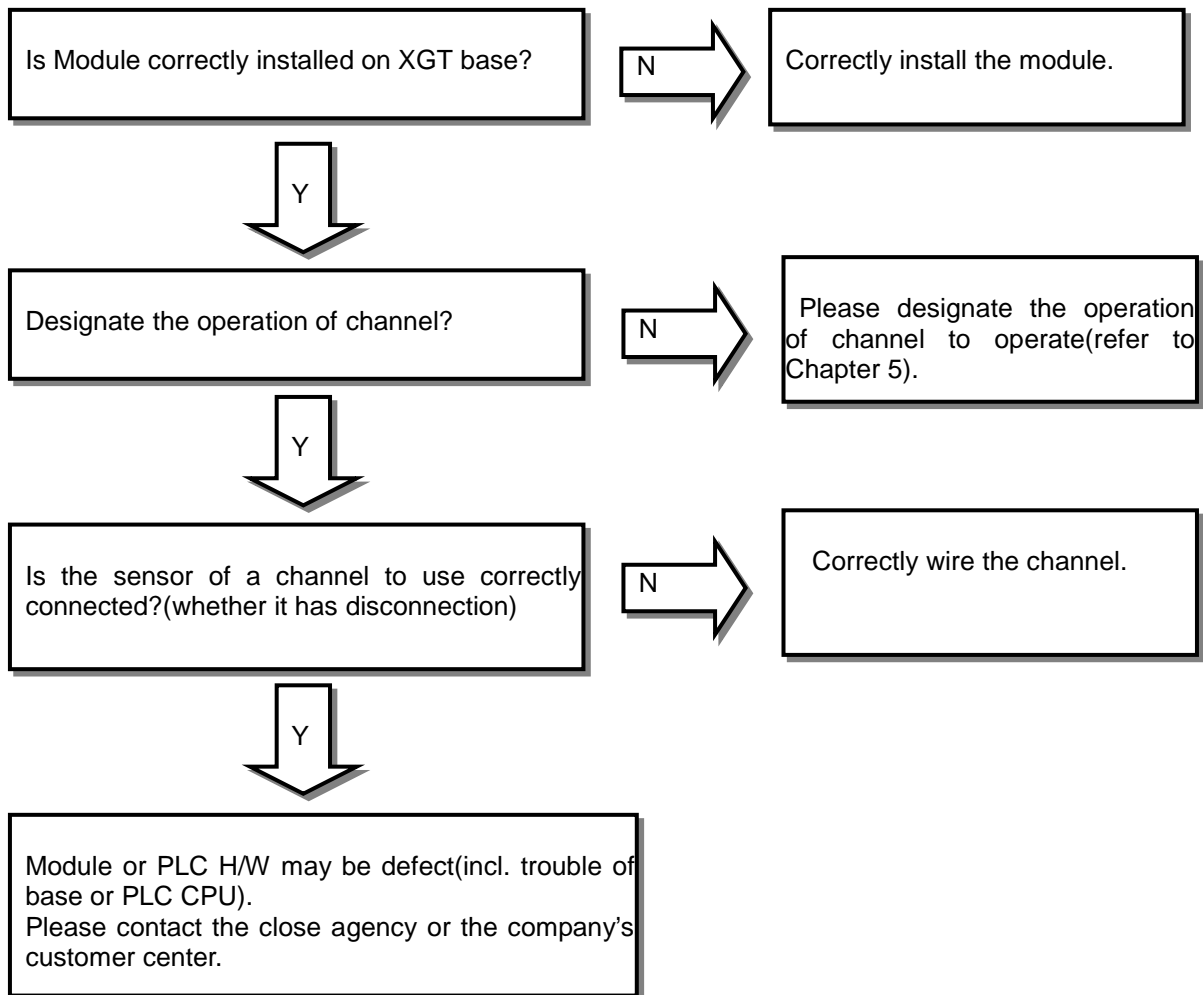 Is Module correctly installed on XGT base?
N
Correctly install the module.
Y
Designate the operation of channel?
N
Please designate the operation
of channel to operate(refer to
Chapter 5).
Y
Is the sensor of a channel to use correctly
connected?(whether it has disconnection)
N
Correctly wire the channel.
Y
Module or PLC H/W may be defect(incl. trouble of
base or PLC CPU).
Please contact the close agency or the company’s
customer center.